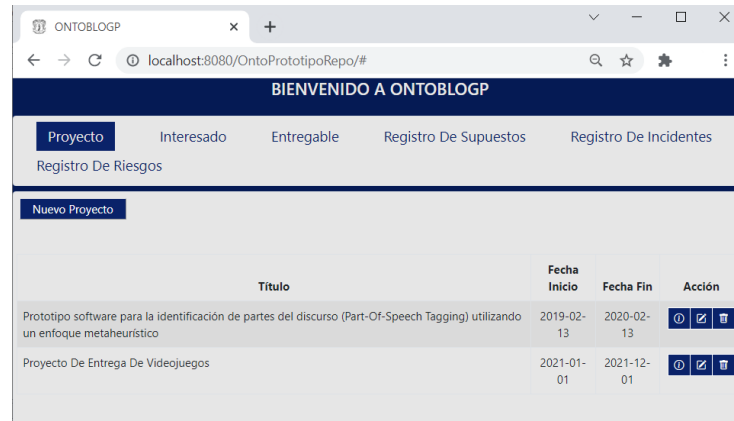 ONTOBLOGP
localhost:8080/OntoPrototipoRepo/#
BIENVENIDO A ONTOBLOGP
Proyecto Interesado Entregable Registro De Supuestos Registro De Incidentes
Registro De Riesgos
Nuevo Proyecto
Título Fecha Inicio Fecha Fin Acción
Prototipo software para la identificación de partes del discurso (Part-Of-Speech Tagging) utilizando 2019-02- 2020-02-
un enfoque metaheurístico 13 13
Proyecto De Entrega De Videojuegos 2021-01- 2021-12-
01 01